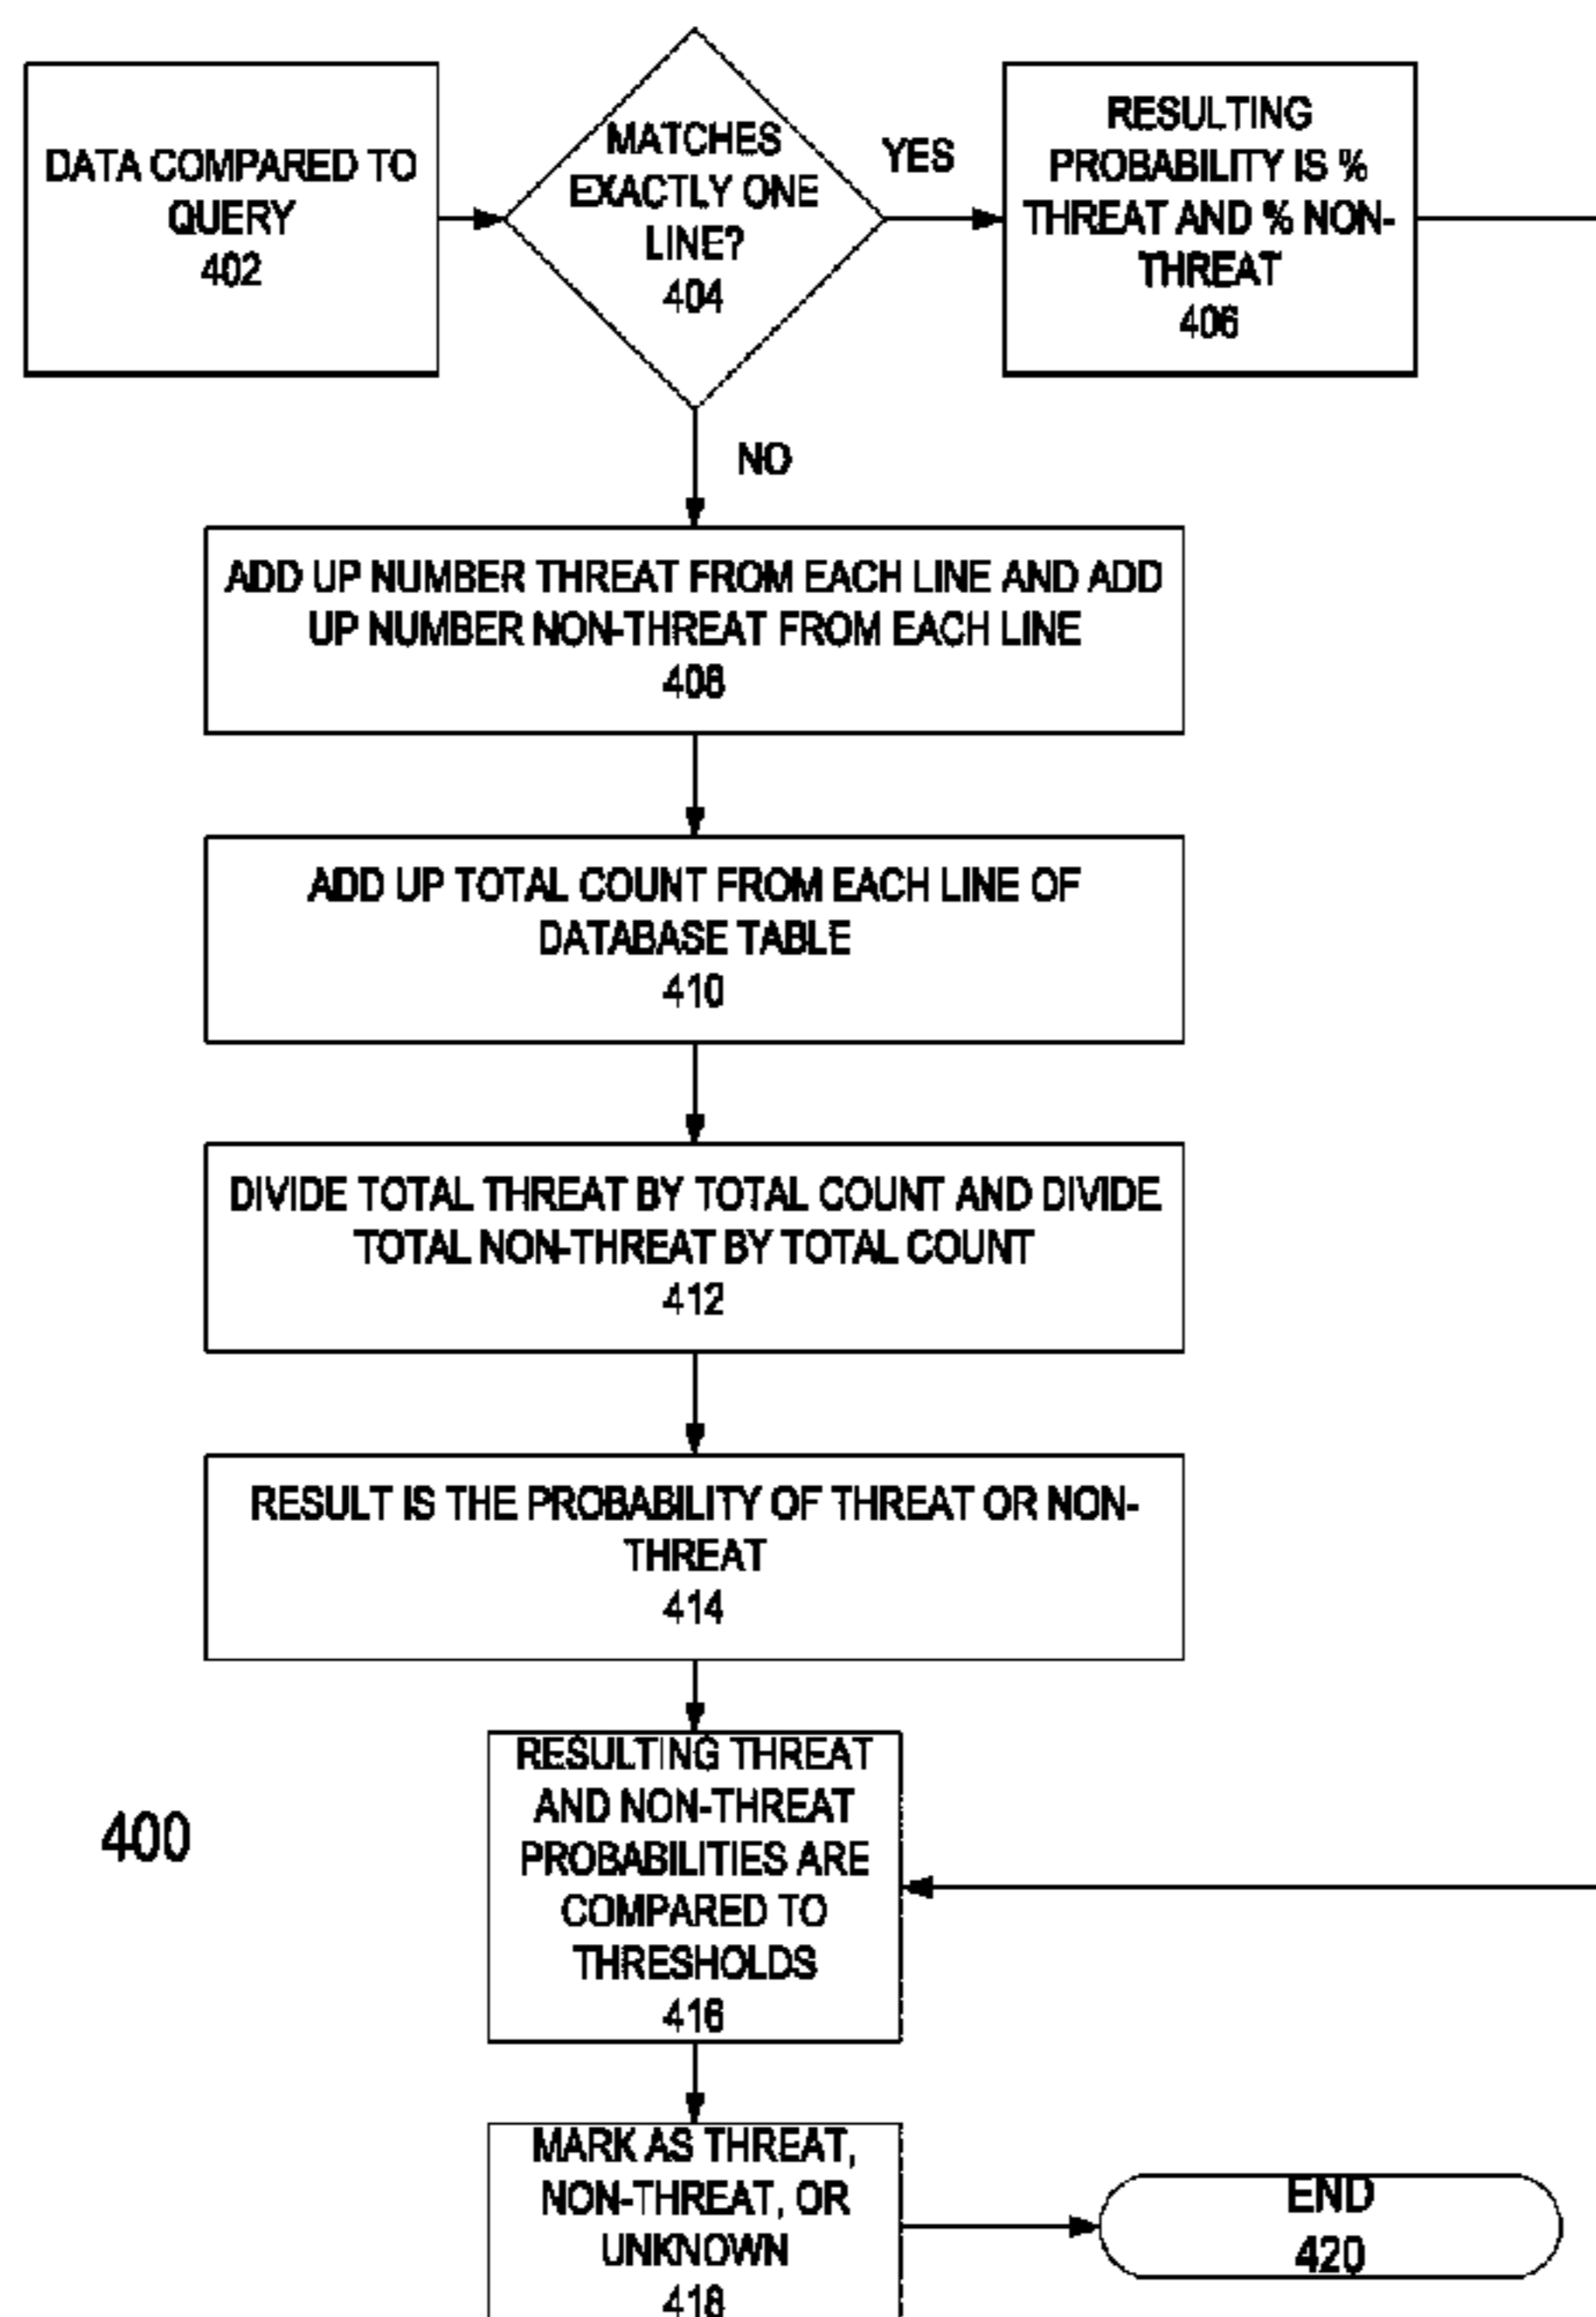 DATA COMPARED TO
QUERY
402
MATCHES
EXACTLY ONE
LINE?
404
YES
RESULTING
PROBABILITY IS %
THREAT AND % NON-
THREAT
406
NO
ADD UP NUMBER THREAT FROM EACH LINE AND ADD
UP NUMBER NON-THREAT FROM EACH LINE
408
ADD UP TOTAL COUNT FROM EACH LINE OF
DATABASE TABLE
410
DIVIDE TOTAL THREAT BY TOTAL COUNT AND DIVIDE
TOTAL NON-THREAT BY TOTAL COUNT
412
RESULT IS THE PROBABILITY OF THREAT OR NON-
THREAT
414
RESULTING THREAT
AND NON-THREAT
PROBABILITIES ARE
COMPARED TO
THRESHOLDS
416
400
MARK AS THREAT,
NON-THREAT, OR
UNKNOWN
418
END
420